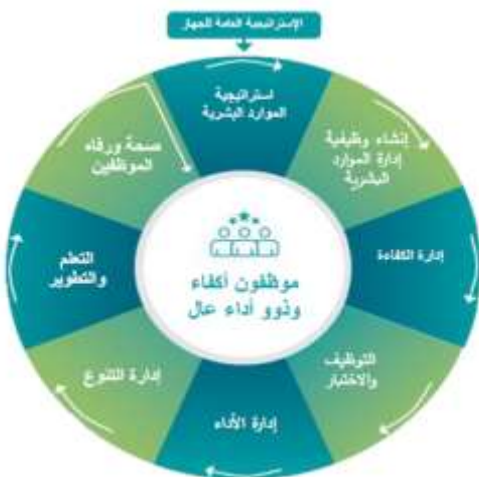 الإستراتيجية العامة للجهاز
استراتيجية
الموارد البشرية
إنشاء وظيفية
إدارة الموارد
البشرية
إدارة الكفاءة
التوظيف
والاختيار
إدارة الأداء
إدارة التنوع
التعلم
والتطوير
صحة ورفاه
الموظفين
موظفون أكفاء
وذوو أداء عال